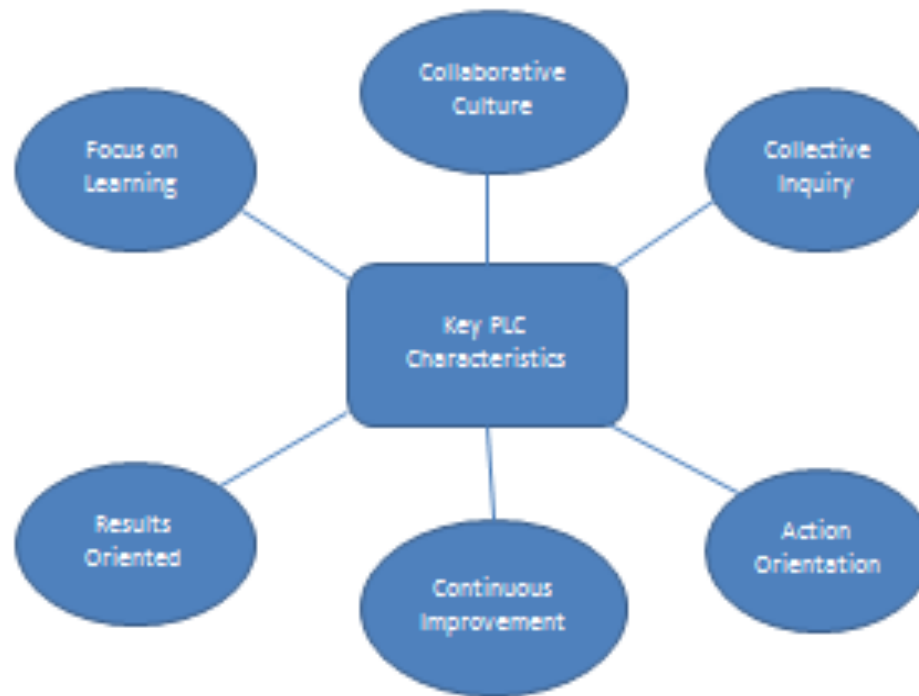 Collaborative
Culture
Focus on
Learning
Collective
Inquiry
Key PLC
Characteristics
Results
Oriented
Continuous
Improvement
Action
Orientation